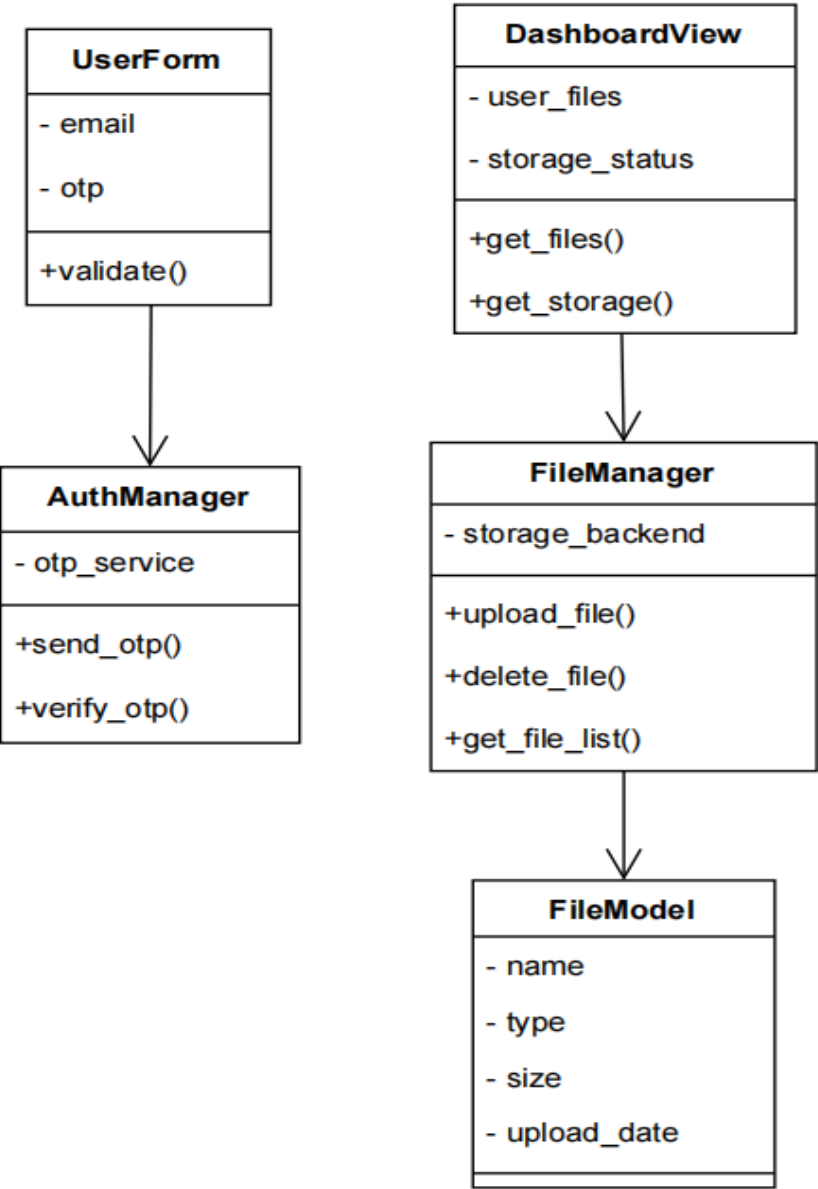 UserForm
- email
- otp
+validate()
AuthManager
- otp_service
+send_otp()
+verify_otp()
DashboardView
- user_files
- storage_status
+get_files()
+get_storage()
FileManager
- storage_backend
+upload_file()
+delete_file()
+get_file_list()
FileModel
- name
- type
- size
- upload_date